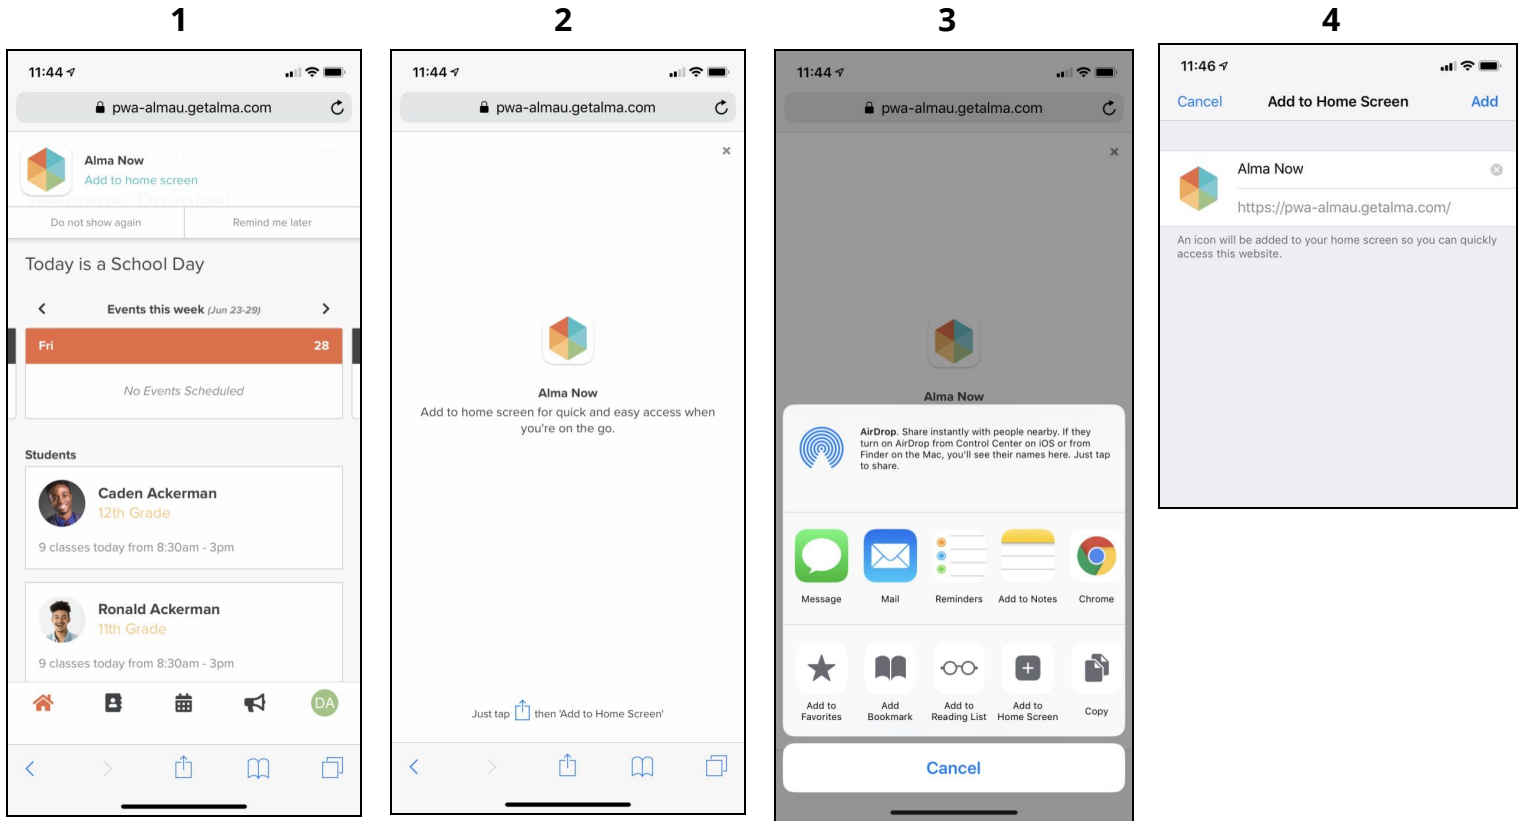 1
11:44
pwa-almau.getalma.com
Alma Now
Add to home screen
Do not show again
Remind me later
Today is a School Day
Events this week (Jun 23-29)
Fri 28
No Events Scheduled
Students
Caden Ackerman
12th Grade
9 classes today from 8:30am - 3pm
Ronald Ackerman
11th Grade
9 classes today from 8:30am - 3pm
DA
2
11:44
pwa-almau.getalma.com
×
Alma Now
Add to home screen for quick and easy access when
you're on the go.
Just tap then 'Add to Home Screen'
3
11:44
pwa-almau.getalma.com
×
Alma Now
AirDrop. Share instantly with people nearby. If they
turn on AirDrop from Control Center on iOS or from
Finder on the Mac, you'll see their names here. Just tap
to share.
Message
Mail
Reminders
Add to Notes
Chrome
Add to
Favorites
Add
Bookmark
Add to
Reading List
Add to
Home Screen
Copy
Cancel
4
11:46
Cancel Add to Home Screen Add
Alma Now
https://pwa-almau.getalma.com/
An icon will be added to your home screen so you can quickly
access this website.